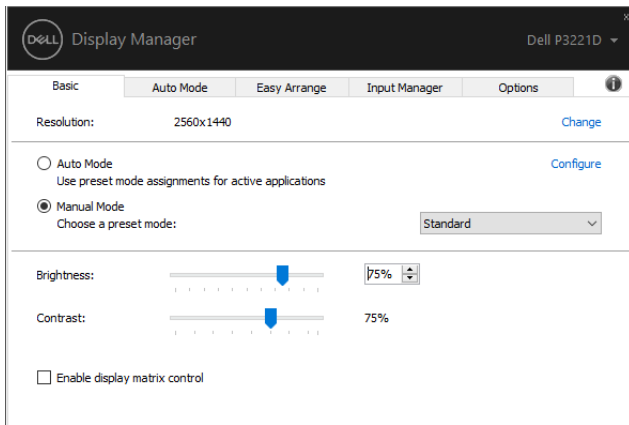 DELL Display Manager Dell P3221D
Basic Auto Mode Easy Arrange Input Manager Options
Resolution: 2560x1440 Change
Auto Mode Configure
Use preset mode assignments for active applications
Manual Mode
Choose a preset mode: Standard
Brightness: 75%
Contrast: 75%
Enable display matrix control